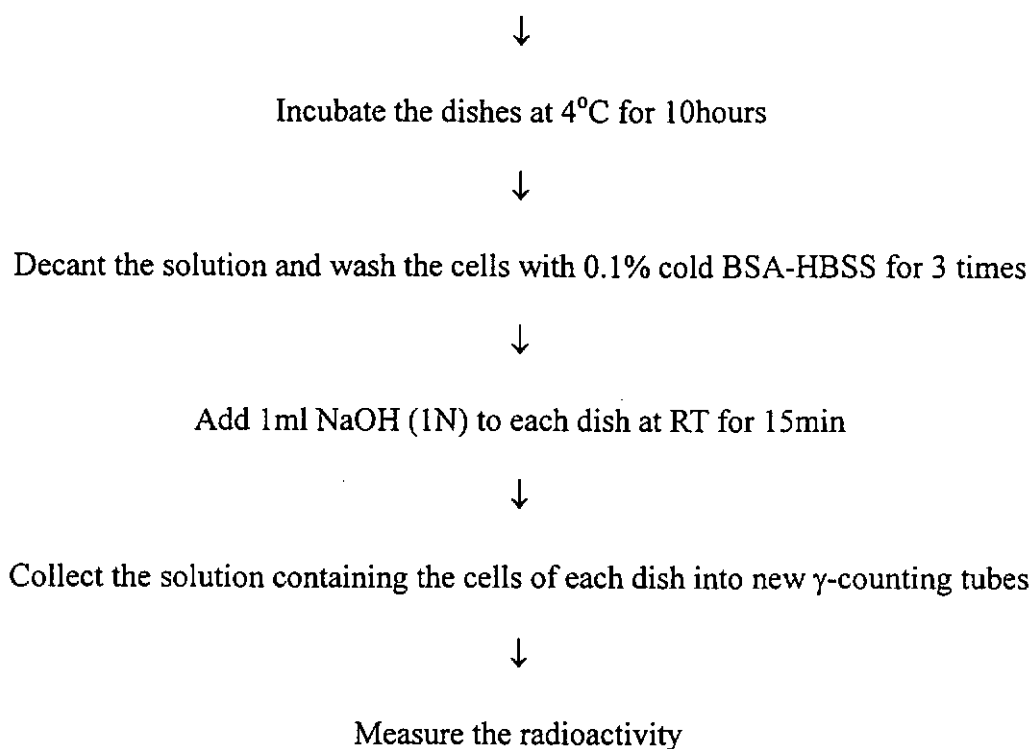 ↓
Incubate the dishes at 4⁰C for 10hours
↓
Decant the solution and wash the cells with 0.1% cold BSA-HBSS for 3 times
↓
Add 1ml NaOH (1N) to each dish at RT for 15min
↓
Collect the solution containing the cells of each dish into new γ-counting tubes
↓
Measure the radioactivity